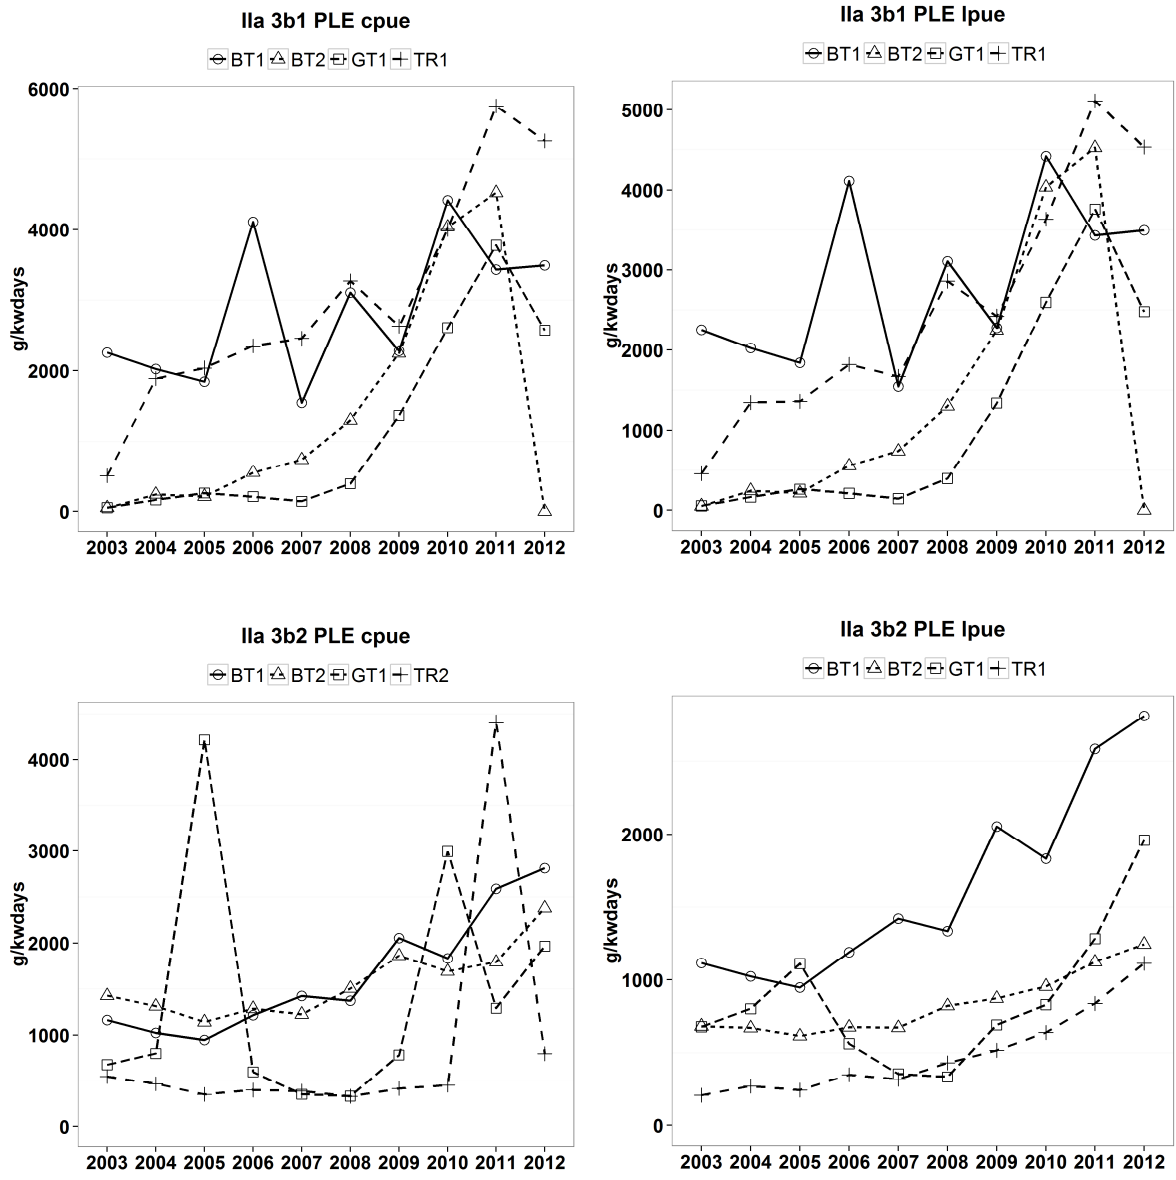 IIa 3b1 PLE cpue
BT1 BT2 GT1 TR1
6000
4000
2000
0
g/kwdays
2003 2004 2005 2006 2007 2008 2009 2010 2011 2012
IIa 3b1 PLE lpue
BT1 BT2 GT1 TR1
5000
4000
3000
2000
1000
0
g/kwdays
2003 2004 2005 2006 2007 2008 2009 2010 2011 2012
IIa 3b2 PLE cpue
BT1 BT2 GT1 TR2
4000
3000
2000
1000
0
g/kwdays
2003 2004 2005 2006 2007 2008 2009 2010 2011 2012
IIa 3b2 PLE lpue
BT1 BT2 GT1 TR1
2000
1000
0
g/kwdays
2003 2004 2005 2006 2007 2008 2009 2010 2011 2012